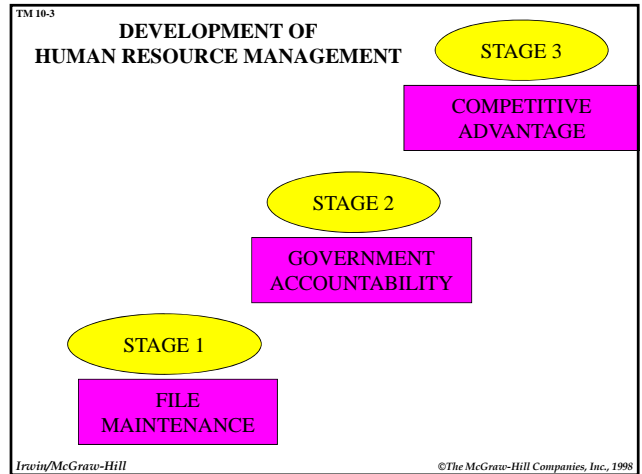 TM 10-3
DEVELOPMENT OF
HUMAN RESOURCE MANAGEMENT
STAGE 3
COMPETITIVE
ADVANTAGE
STAGE 2
GOVERNMENT
ACCOUNTABILITY
STAGE 1
FILE
MAINTENANCE
Irwin/McGraw-Hill
©The McGraw-Hill Companies, Inc., 1998